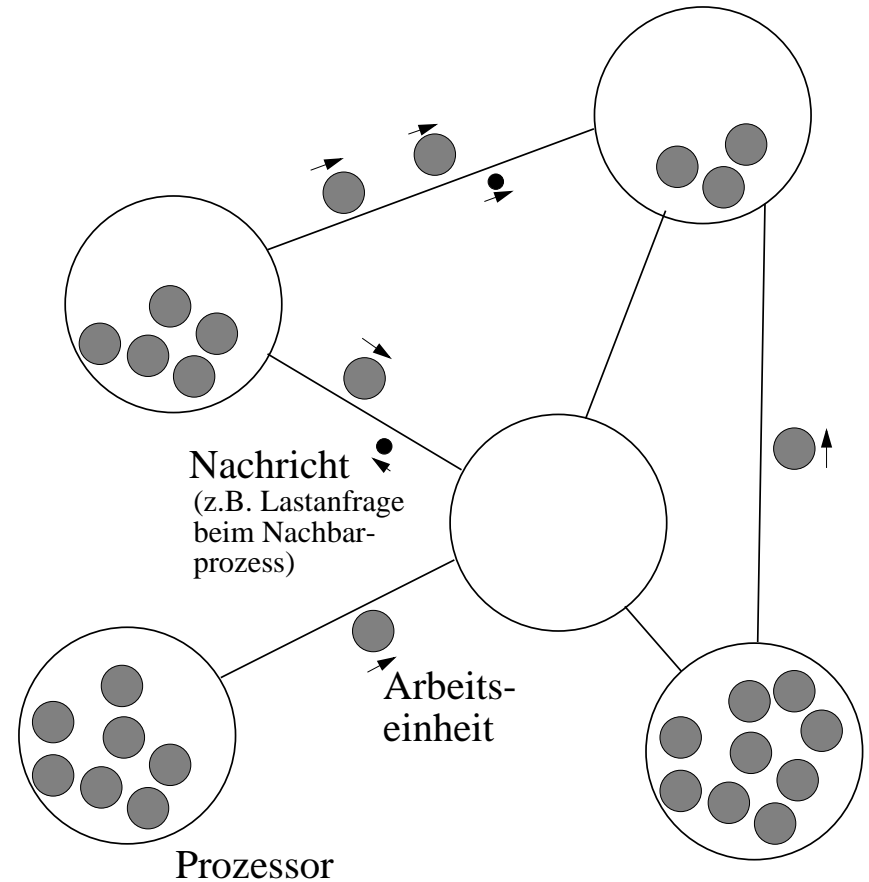 Nachricht
(z.B. Lastanfrage
beim Nachbar-
prozess)
Arbeits-
einheit
Prozessor